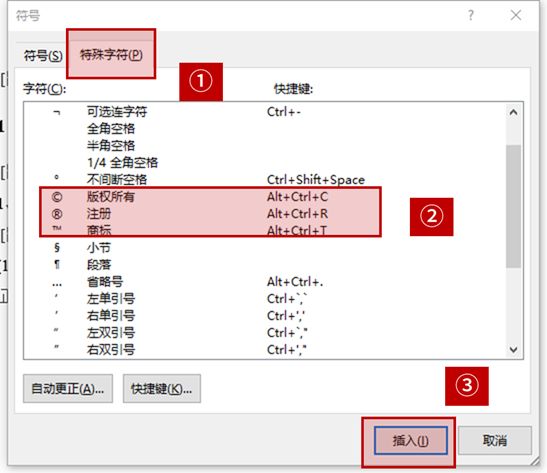 符号 ? ×
符号(S) 特殊字符(P)
①
字符(C): 快捷键:
¬ 可选连字符 Ctrl+-
全角空格
半角空格
1/4 全角空格
° 不间断空格 Ctrl+Shift+Space
© 版权所有 Alt+Ctrl+C
® 注册 Alt+Ctrl+R
②
™ 商标 Alt+Ctrl+T
§ 小节
¶ 段落
... 省略号 Alt+Ctrl+.
‘ 左单引号 Ctrl+`,`
’ 右单引号 Ctrl+','
“ 左双引号 Ctrl+`,"
” 右双引号 Ctrl+',"
自动更正(A)... 快捷键(K)...
③
插入(I) 取消